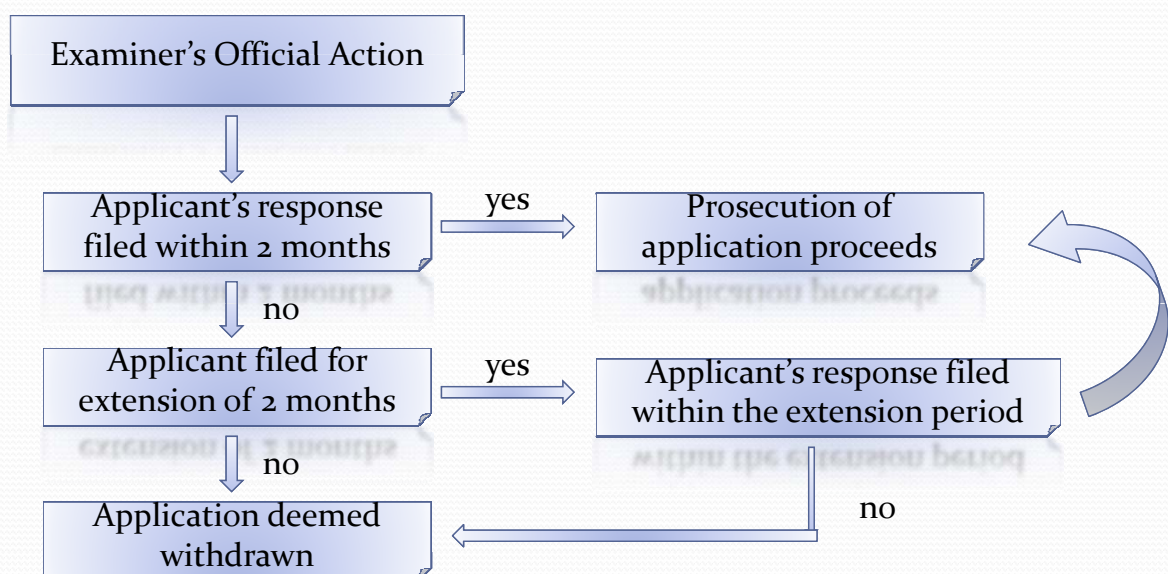 Examiner’s Official Action
Applicant’s response
filed within 2 months
yes
Prosecution of
application proceeds
no
Applicant filed for
extension of 2 months
yes
Applicant’s response filed
within the extension period
no
no
Application deemed
withdrawn